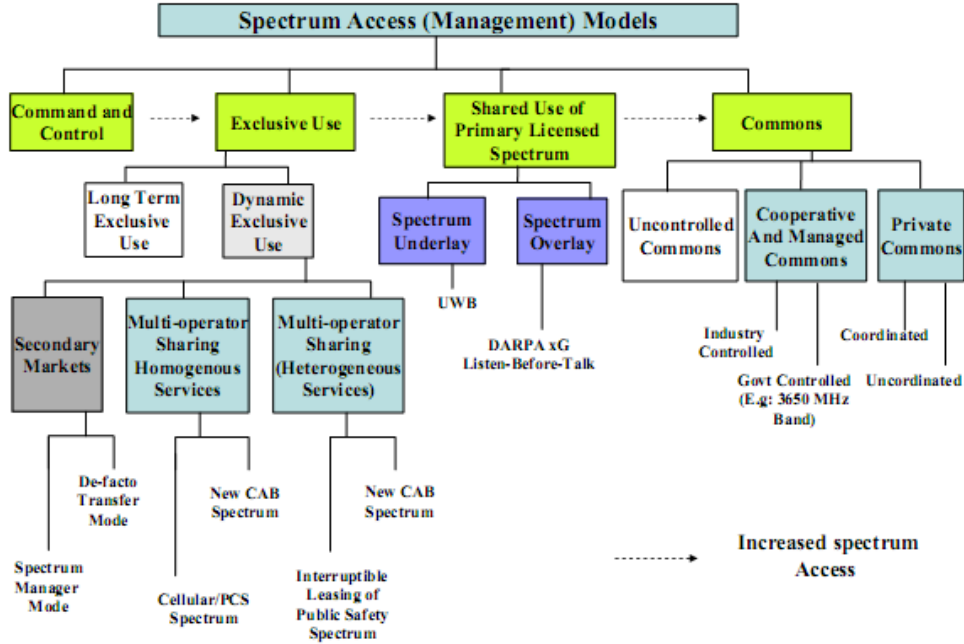 Spectrum Access (Management) Models
Command and
Control
Exclusive Use
Shared Use of
Primary Licensed
Spectrum
Commons
Long Term
Exclusive
Use
Dynamic
Exclusive
Use
Spectrum
Underlay
Spectrum
Overlay
Uncontrolled
Commons
Cooperative
And Managed
Commons
Private
Commons
UWB
DARPA xG
Listen-Before-Talk
Industry
Controlled
Govt Controlled
(E.g: 3650 MHz
Band)
Coordinated
Uncordinated
Secondary
Markets
Multi-operator
Sharing
Homogenous
Services
Multi-operator
Sharing
(Heterogeneous
Services)
De-facto
Transfer
Mode
Spectrum
Manager
Mode
New CAB
Spectrum
Cellular/PCS
Spectrum
New CAB
Spectrum
Interruptible
Leasing of
Public Safety
Spectrum
Increased spectrum
Access